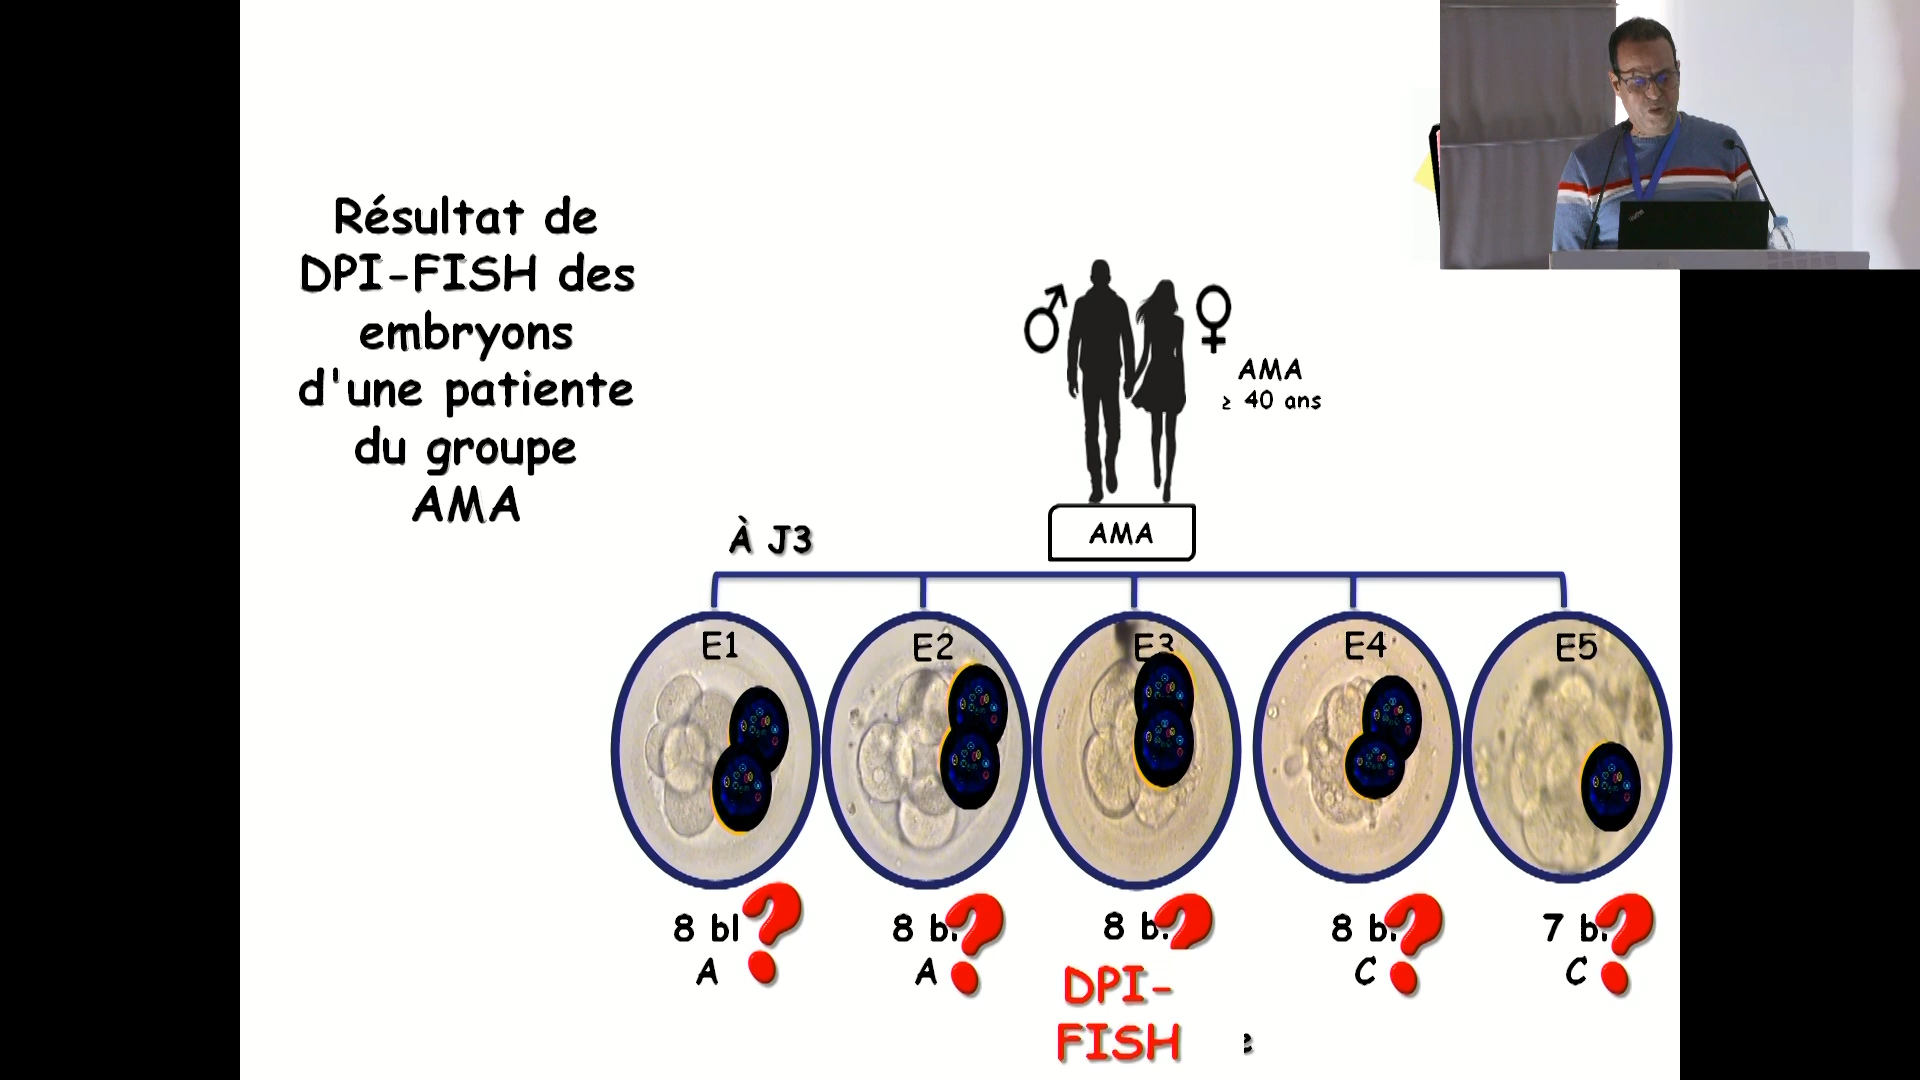 Résultat de
DPI-FISH des
embryons
d'une patiente
du groupe
AMA
AMA
≥ 40 ans
AMA
À J3
E1
E2
E3
E4
E5
8 bl
8 b
8 b
8 b
7 b
A
A
C
C
DPI-
FISH